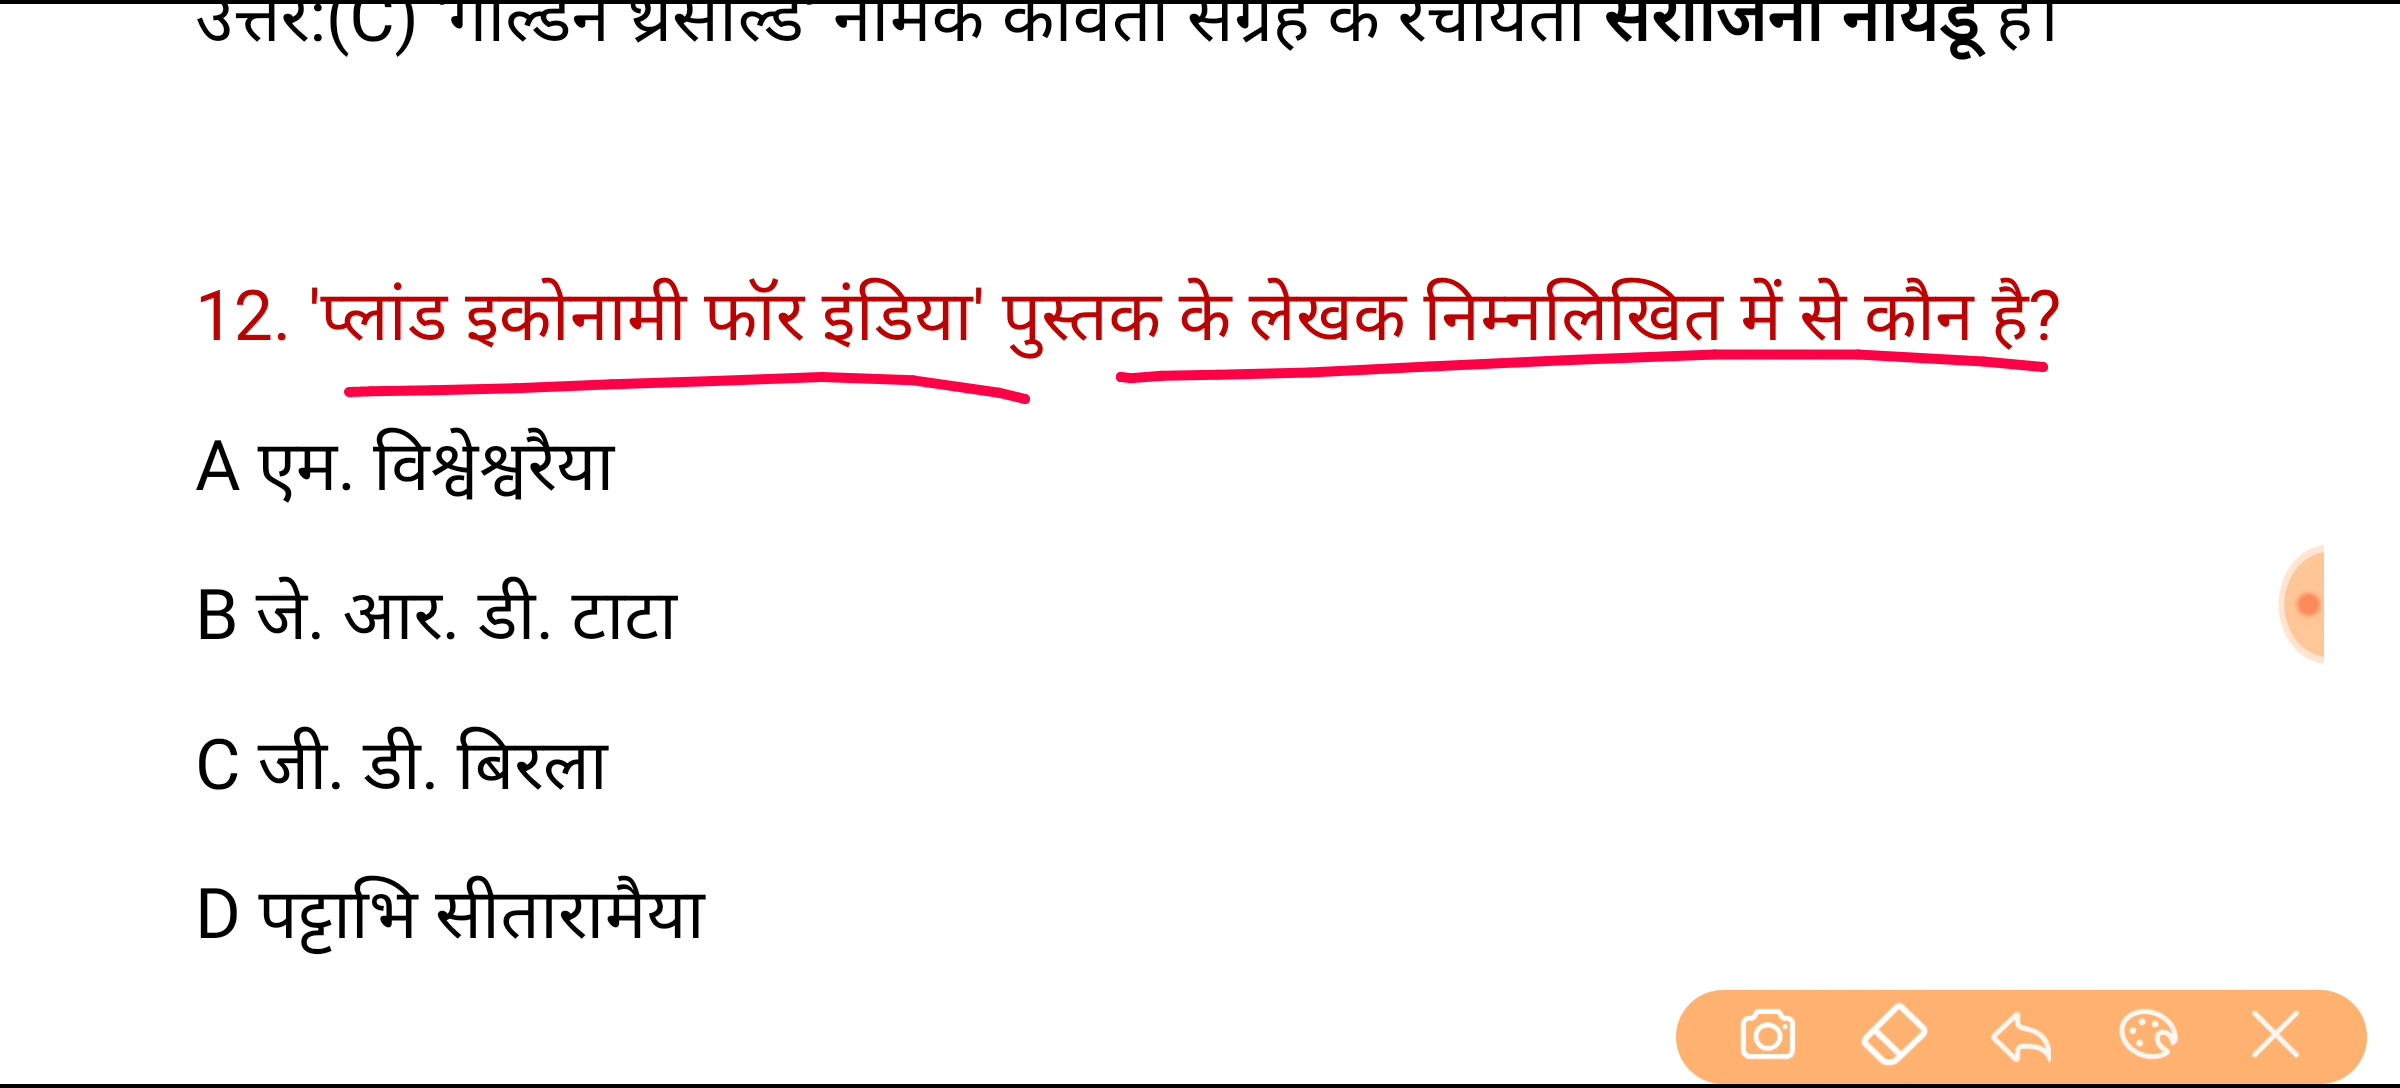 उत्तर:(C) 'गोल्डन थ्रेसोल्ड' नामक कविता संग्रह के रचयिता सरोजिनी नायडू है।
12. 'प्लांड इकोनामी फॉर इंडिया' पुस्तक के लेखक निम्नलिखित में से कौन है?
A एम. विश्वेश्वरैया
B जे. आर. डी. टाटा
C जी. डी. बिरला
D पट्टाभि सीतारामैया